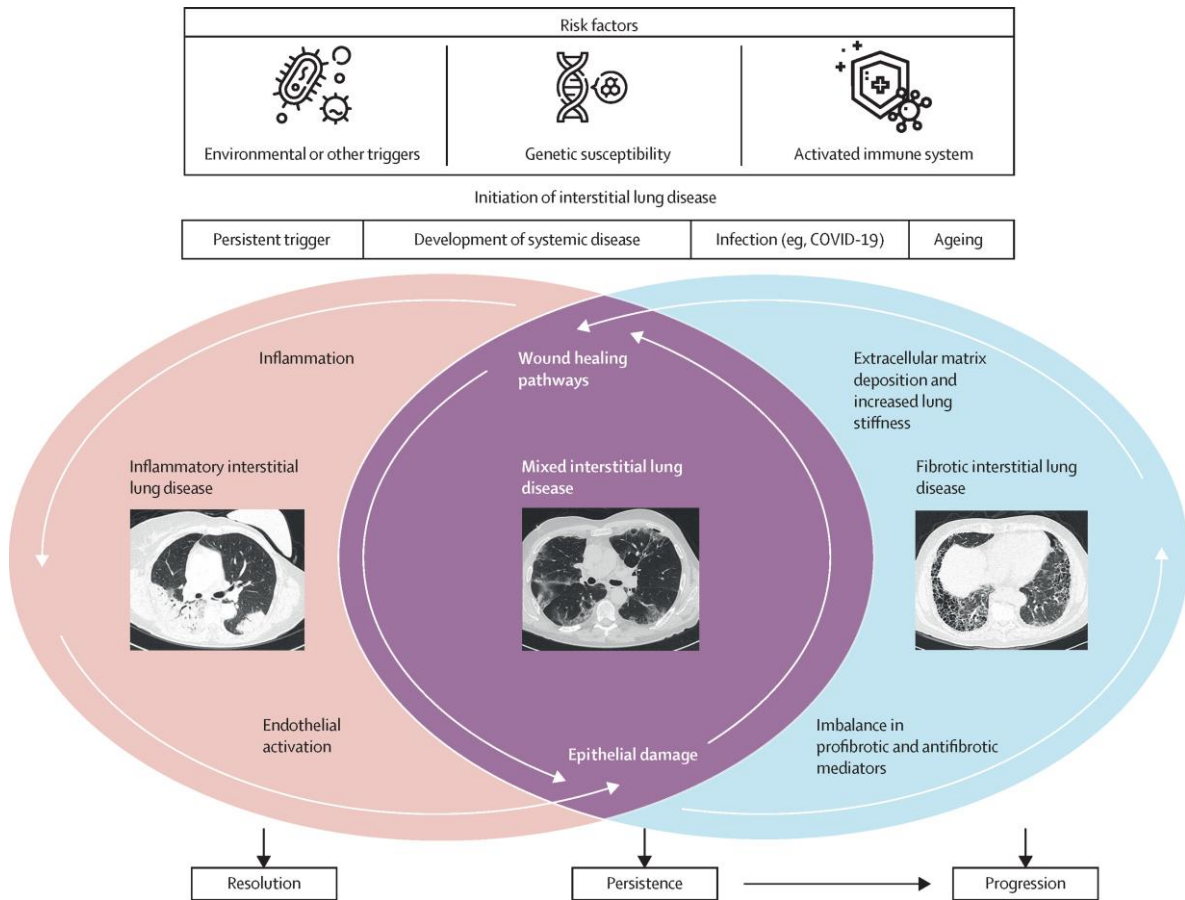 Risk factors
Environmental or other triggers
Genetic susceptibility
Activated immune system
Initiation of interstitial lung disease
Persistent trigger
Development of systemic disease
Infection (eg, COVID-19)
Ageing
Inflammation
Wound healing
pathways
Extracellular matrix
deposition and
increased lung
stiffness
Inflammatory interstitial
lung disease
Mixed interstitial lung
disease
Fibrotic interstitial lung
disease
Endothelial
activation
Epithelial damage
Imbalance in
profibrotic and antifibrotic
mediators
Resolution
Persistence
Progression